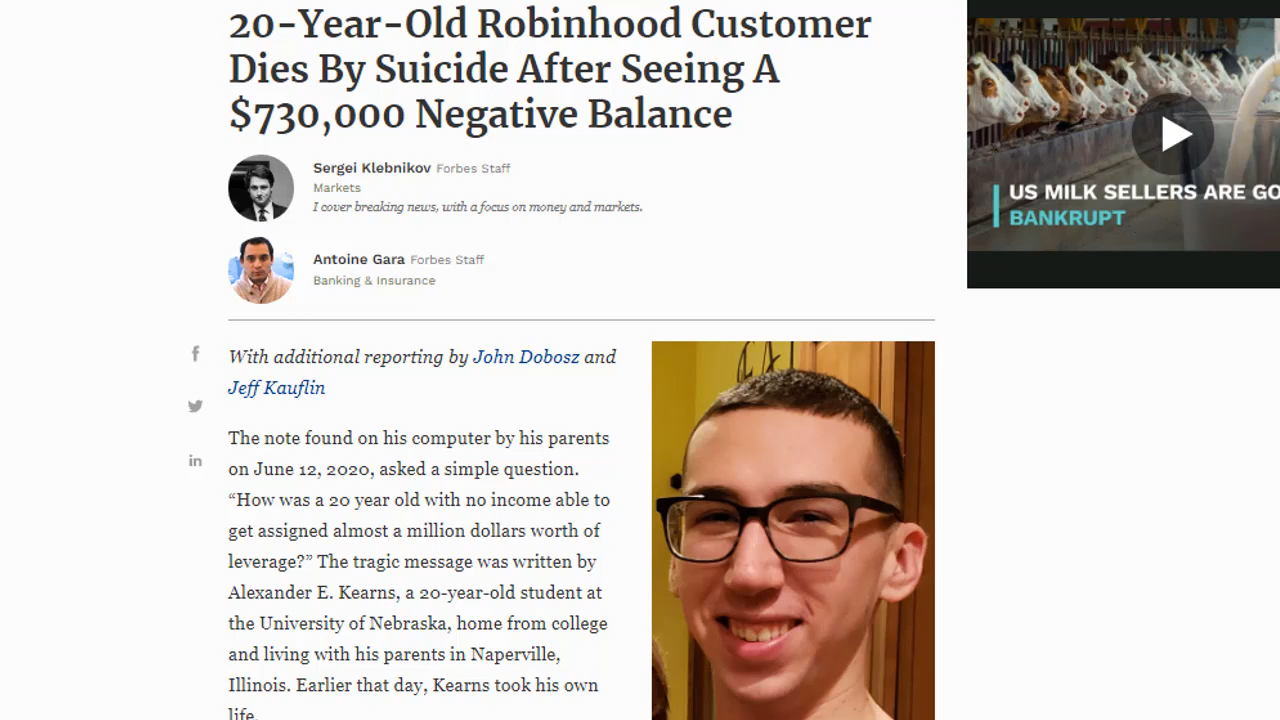 20-Year-Old Robinhood Customer
Dies By Suicide After Seeing A
$730,000 Negative Balance
Sergei Klebnikov Forbes Staff
Markets
I cover breaking news, with a focus on money and markets.
Antoine Gara Forbes Staff
Banking & Insurance
With additional reporting by John Dobosz and
Jeff Kauflin
The note found on his computer by his parents
on June 12, 2020, asked a simple question.
“How was a 20 year old with no income able to
get assigned almost a million dollars worth of
leverage?” The tragic message was written by
Alexander E. Kearns, a 20-year-old student at
the University of Nebraska, home from college
and living with his parents in Naperville,
Illinois. Earlier that day, Kearns took his own
life.
US MILK SELLERS ARE GO
BANKRUPT